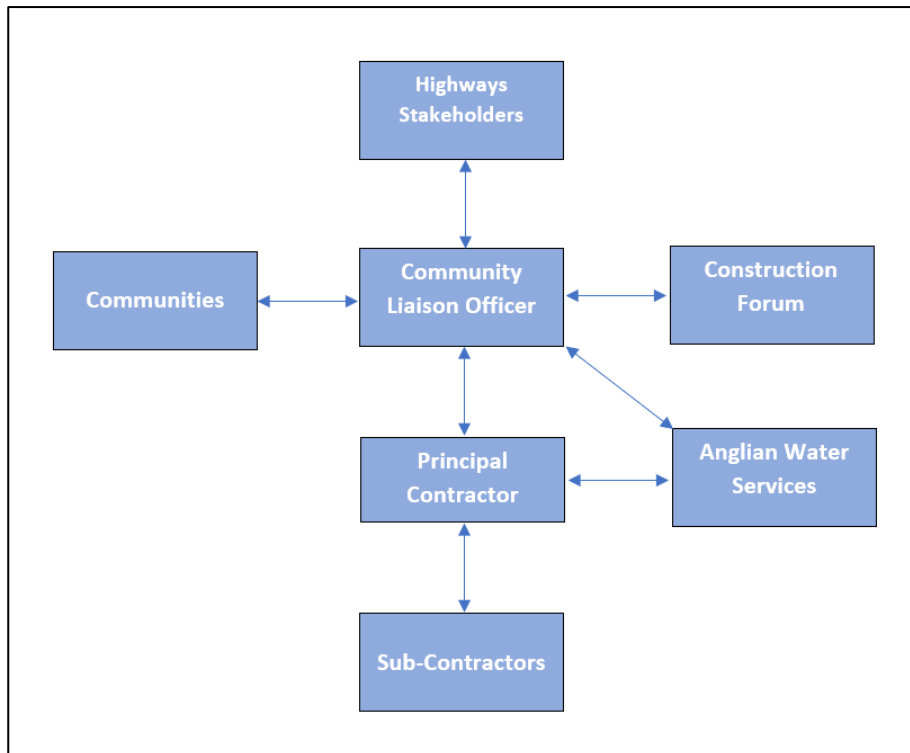 Highways
Stakeholders
Communities
Community
Liaison Officer
Construction
Forum
Principal
Contractor
Anglian Water
Services
Sub-Contractors